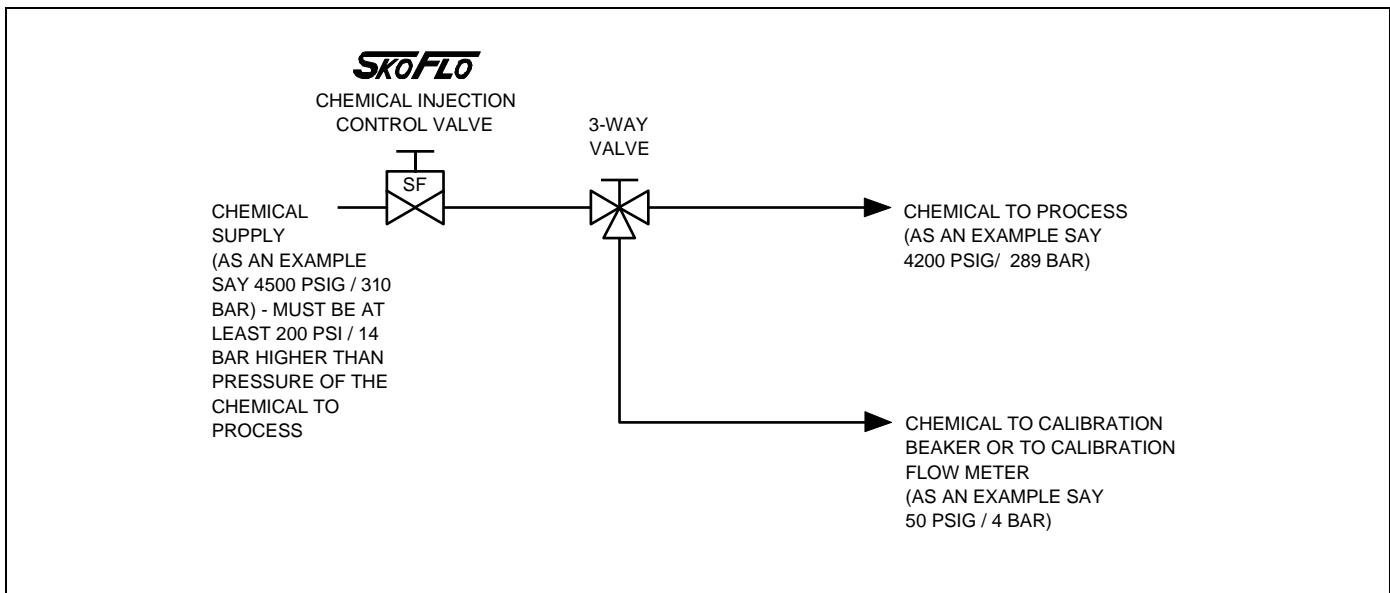 SKOFLO
CHEMICAL INJECTION
CONTROL VALVE
3-WAY
VALVE
SF
CHEMICAL
SUPPLY
(AS AN EXAMPLE
SAY 4500 PSIG / 310
BAR) - MUST BE AT
LEAST 200 PSI / 14
BAR HIGHER THAN
PRESSURE OF THE
CHEMICAL TO
PROCESS
CHEMICAL TO PROCESS
(AS AN EXAMPLE SAY
4200 PSIG/ 289 BAR)
CHEMICAL TO CALIBRATION
BEAKER OR TO CALIBRATION
FLOW METER
(AS AN EXAMPLE SAY
50 PSIG / 4 BAR)